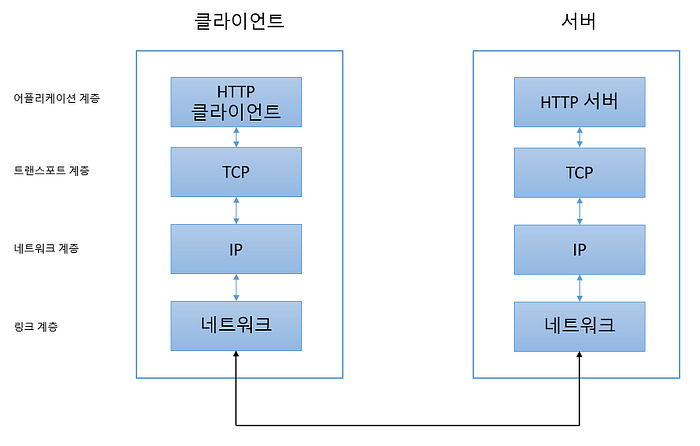 클라이언트
서버
어플리케이션 계층
HTTP
클라이언트
HTTP 서버
트랜스포트 계층
TCP
TCP
네트워크 계층
IP
IP
링크 계층
네트워크
네트워크